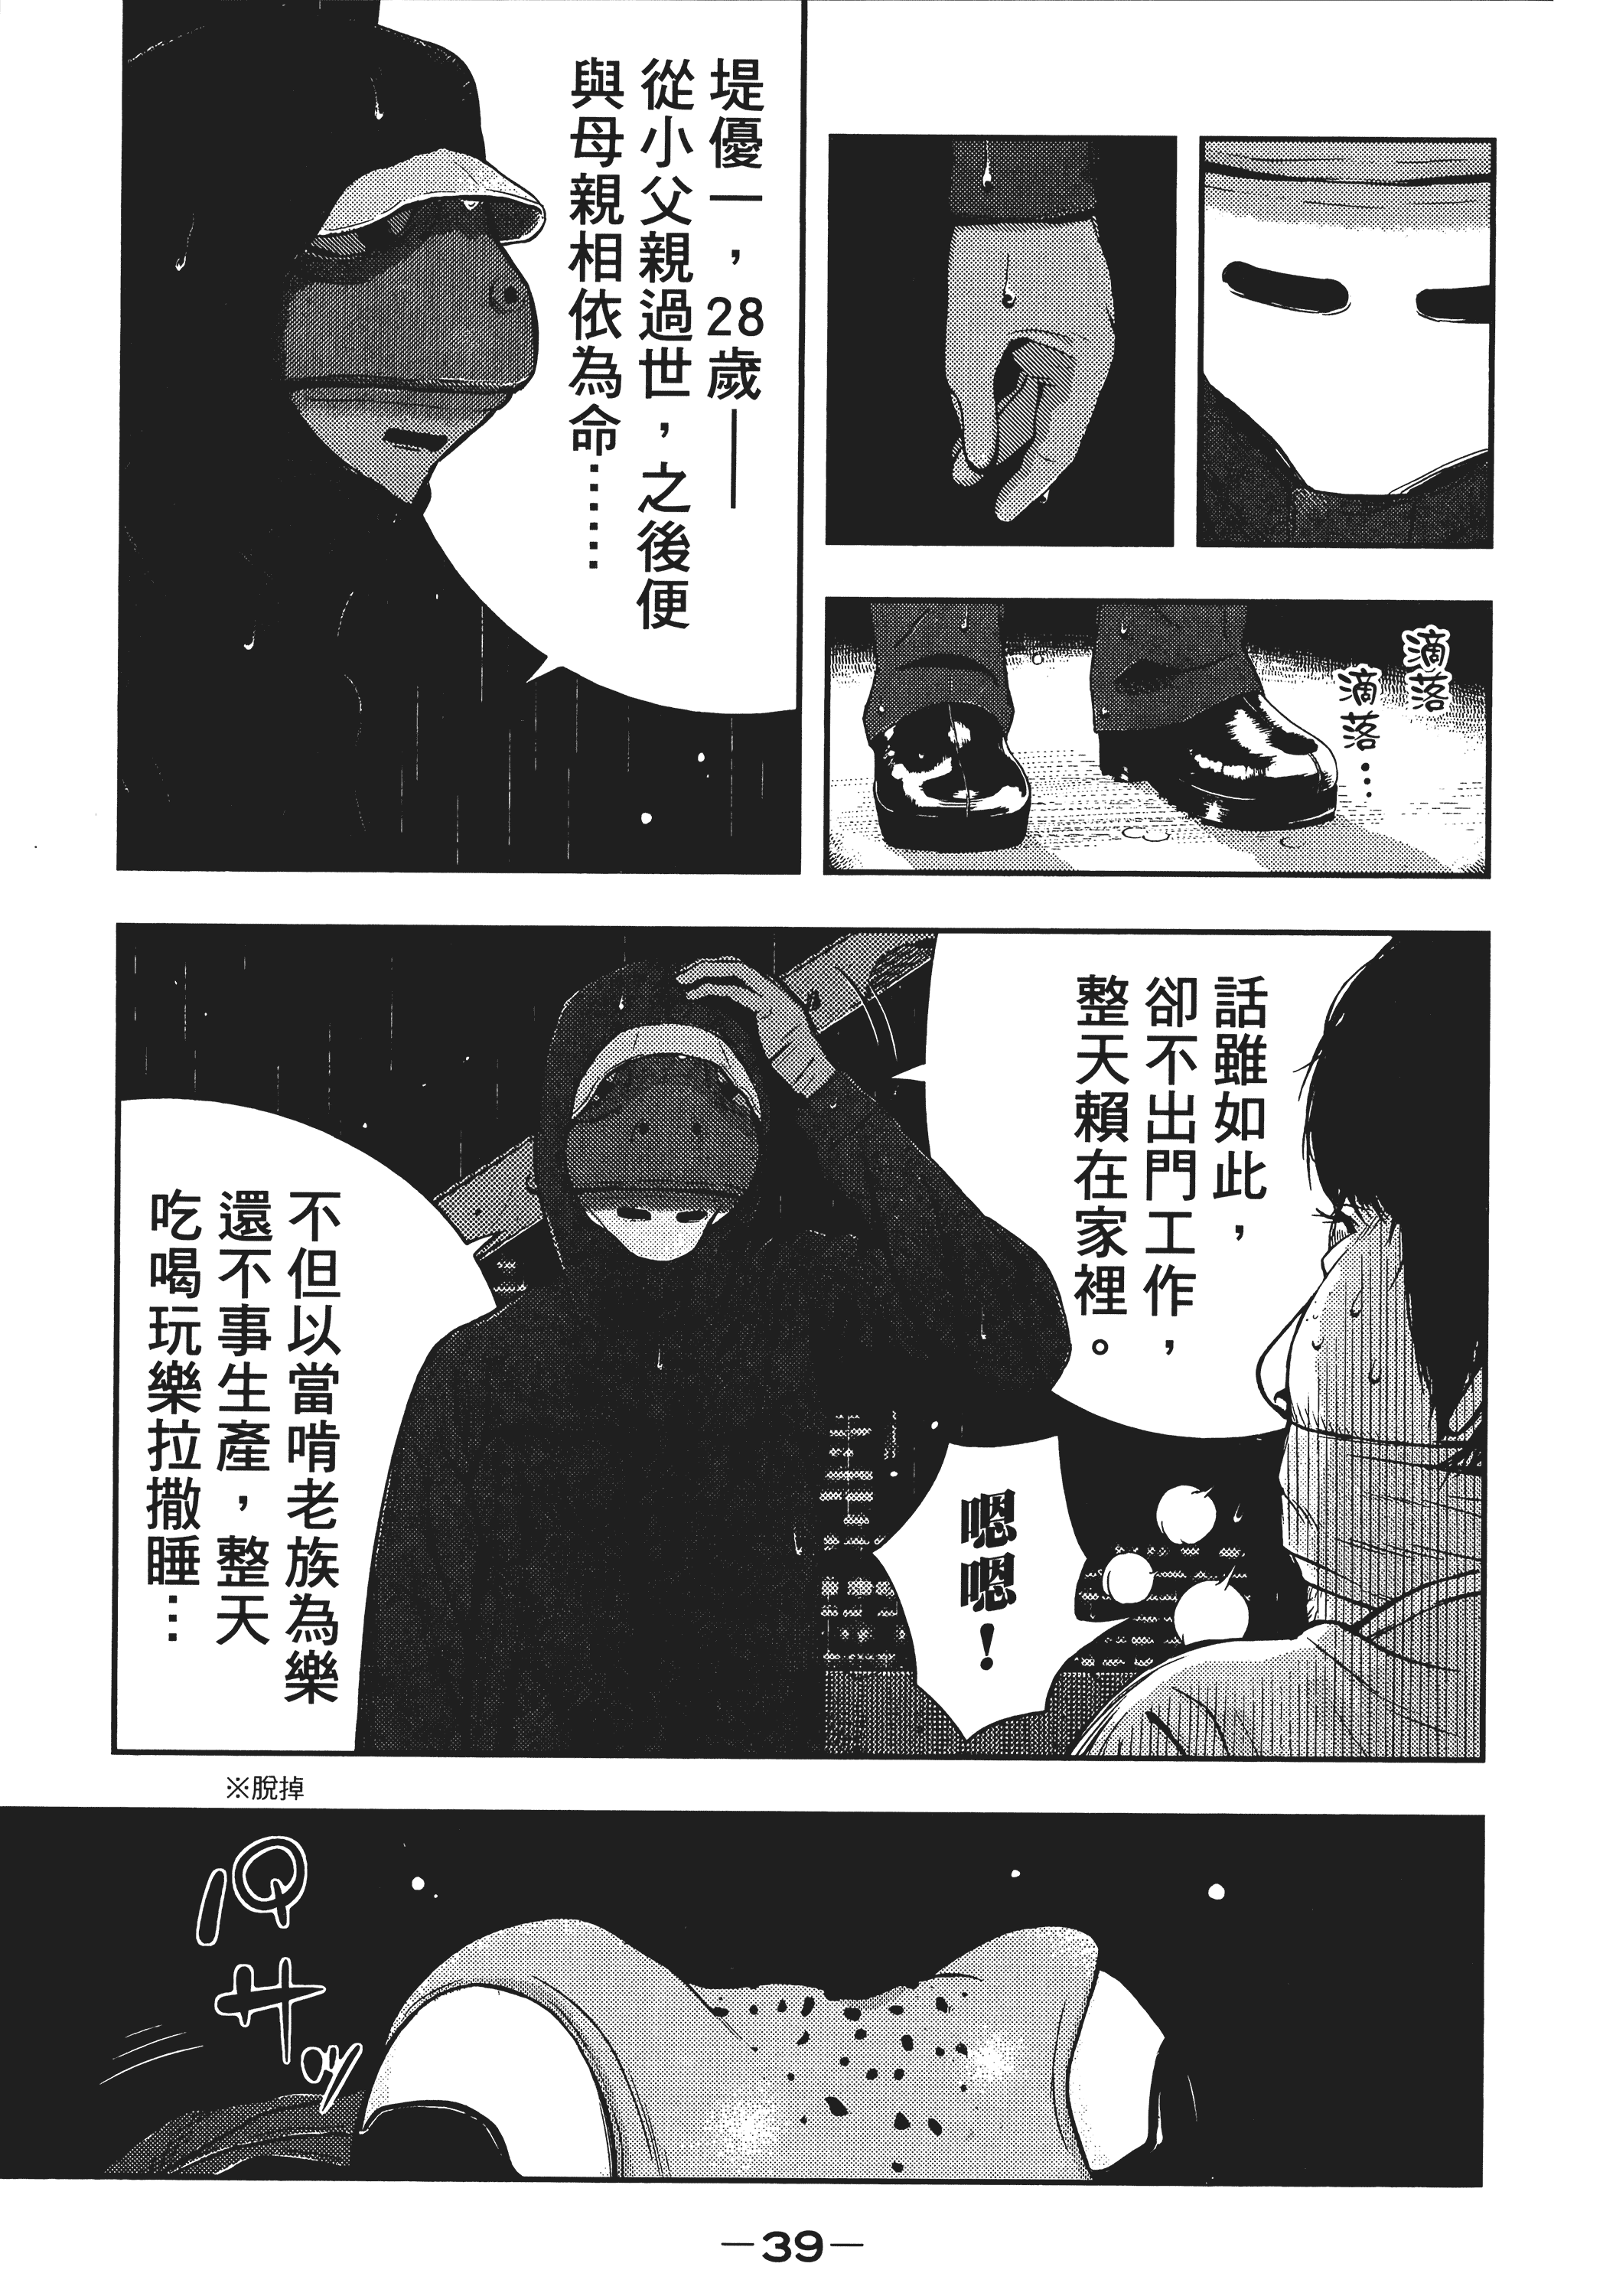 滴落
滴落…
堤優一，28歲——
從小父親過世，之後便
與母親相依為命……
話雖如此，
卻不出門工作，
整天賴在家裡。
嗯嗯！
不但以當啃老族為樂
還不事生產，整天
吃喝玩樂拉撒睡…
※脫掉
バサッ
—39—